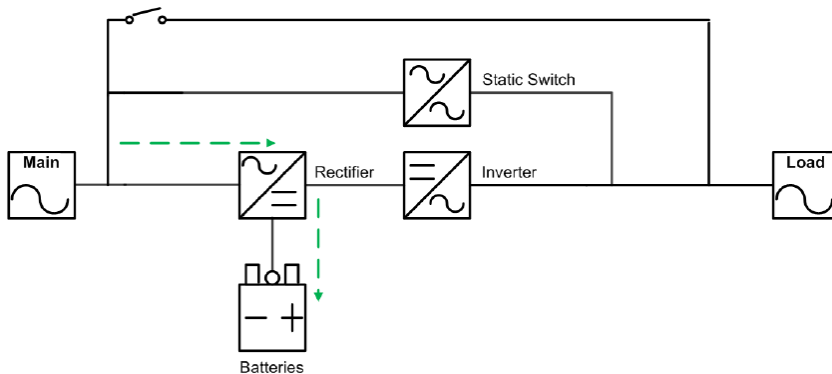 Static Switch
Main
Rectifier
Inverter
Load
Batteries